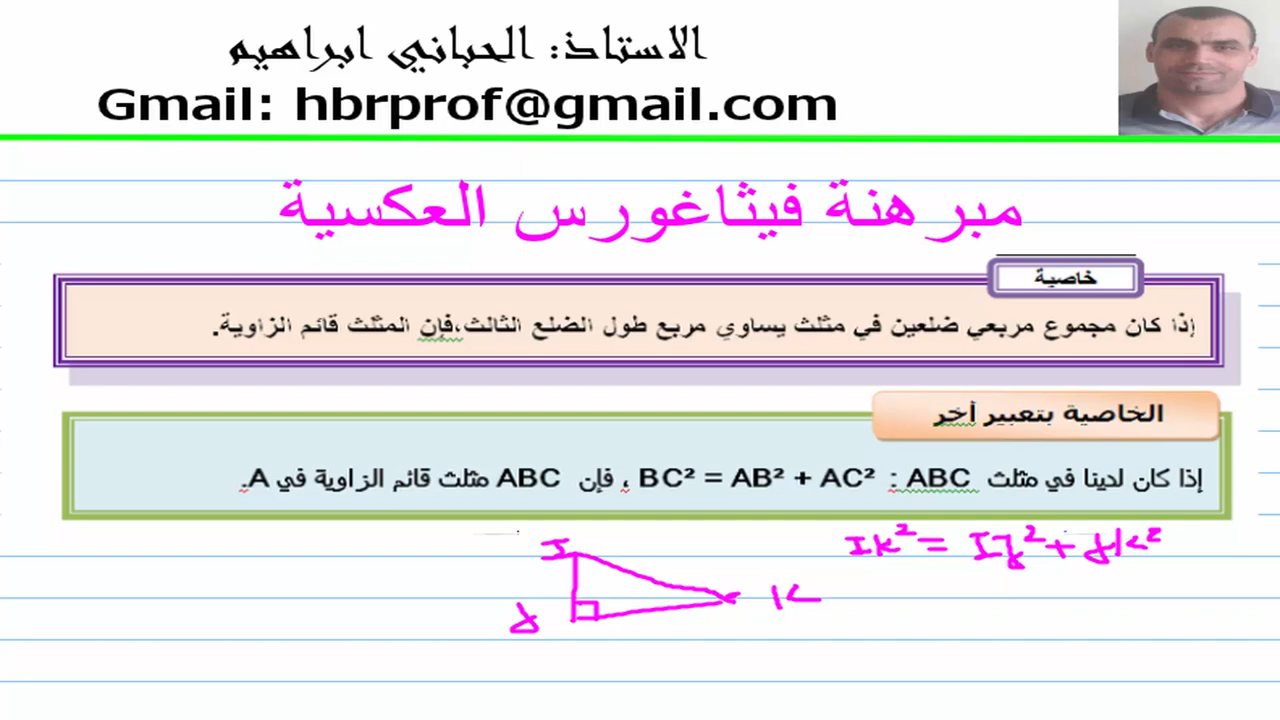 الاستاذ: الحباني ابراهيم
Gmail: hbrprof@gmail.com
مبرهنة فيثاغورس العكسية
خاصية
إذا كان مجموع مربعي ضلعين في مثلث يساوي مربع طول الضلع الثالث،فإن المثلث قائم الزاوية.
الخاصية بتعبير أخر
إذا كان لدينا في مثلث ABC : BC² = AB² + AC² ، فإن ABC مثلث قائم الزاوية في A.
IK² = IJ² + JK²
I
K
J